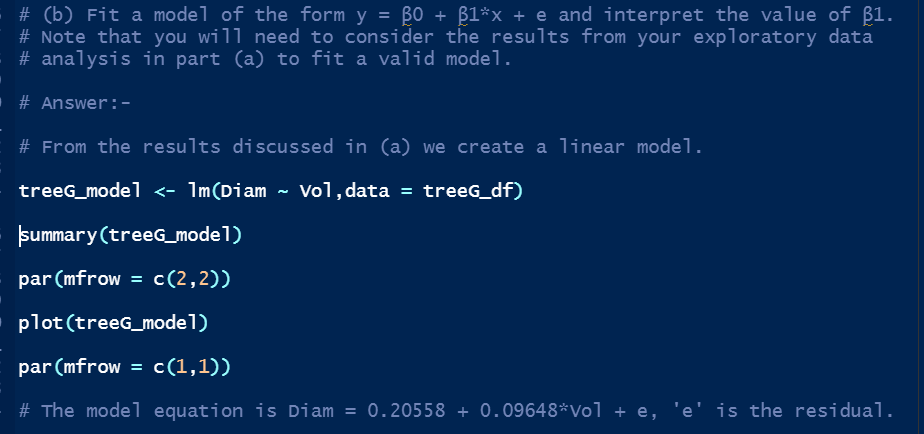 # (b) Fit a model of the form y = β0 + β1*x + e and interpret the value of β1.
# Note that you will need to consider the results from your exploratory data
# analysis in part (a) to fit a valid model.
# Answer:-
# From the results discussed in (a) we create a linear model.
treeG_model <- lm(Diam ~ Vol,data = treeG_df)
summary(treeG_model)
par(mfrow = c(2,2))
plot(treeG_model)
par(mfrow = c(1,1))
# The model equation is Diam = 0.20558 + 0.09648*Vol + e, 'e' is the residual.